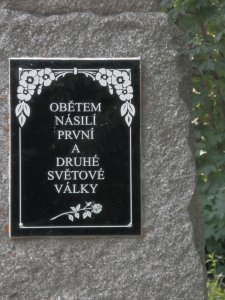 OBĚTEM
NÁSILÍ
PRVNÍ
A
DRUHÉ
SVĚTOVÉ
VÁLKY